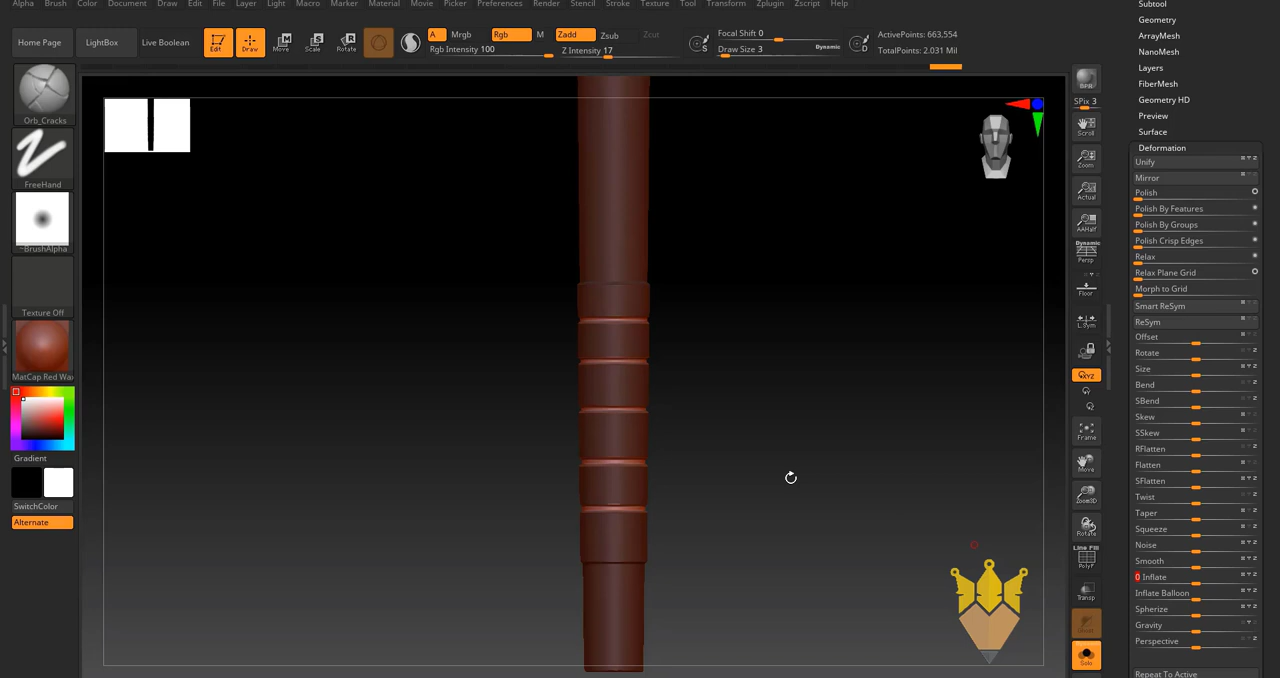 Alpha Brush Color Document Draw Edit File Layer Light Macro Marker Material Movie Picker Preferences Render Stencil Stroke Texture Tool Transform Zplugin Zscript Help
Home Page LightBox Live Boolean Edit Draw Move Scale Rotate
A Mrgb Rgb M Zadd Zsub Zcut
Rgb Intensity 100 Z Intensity 17
S Focal Shift 0
Draw Size 3 Dynamic D
ActivePoints: 663,554
TotalPoints: 2.031 Mil
Orb_Cracks
FreeHand
~BrushAlpha
Texture Off
MatCap Red Wax
Gradient
SwitchColor
Alternate
BPR
SPix 3
Scroll
Zoom
Actual
AAHalf
Dynamic
Persp
Floor
L.Sym
XYZ
Frame
Move
Zoom3D
Rotate
Line Fill
PolyF
Transp
Solo
Subtool
Geometry
ArrayMesh
NanoMesh
Layers
FiberMesh
Geometry HD
Preview
Surface
Deformation
Unify
Mirror
Polish
Polish By Features
Polish By Groups
Polish Crisp Edges
Relax
Relax Plane Grid
Morph to Grid
Smart ReSym
ReSym
Offset
Rotate
Size
Bend
SBend
Skew
SSkew
RFlatten
Flatten
SFlatten
Twist
Taper
Squeeze
Noise
Smooth
0 Inflate
Inflate Balloon
Spherize
Gravity
Perspective
Repeat To Active